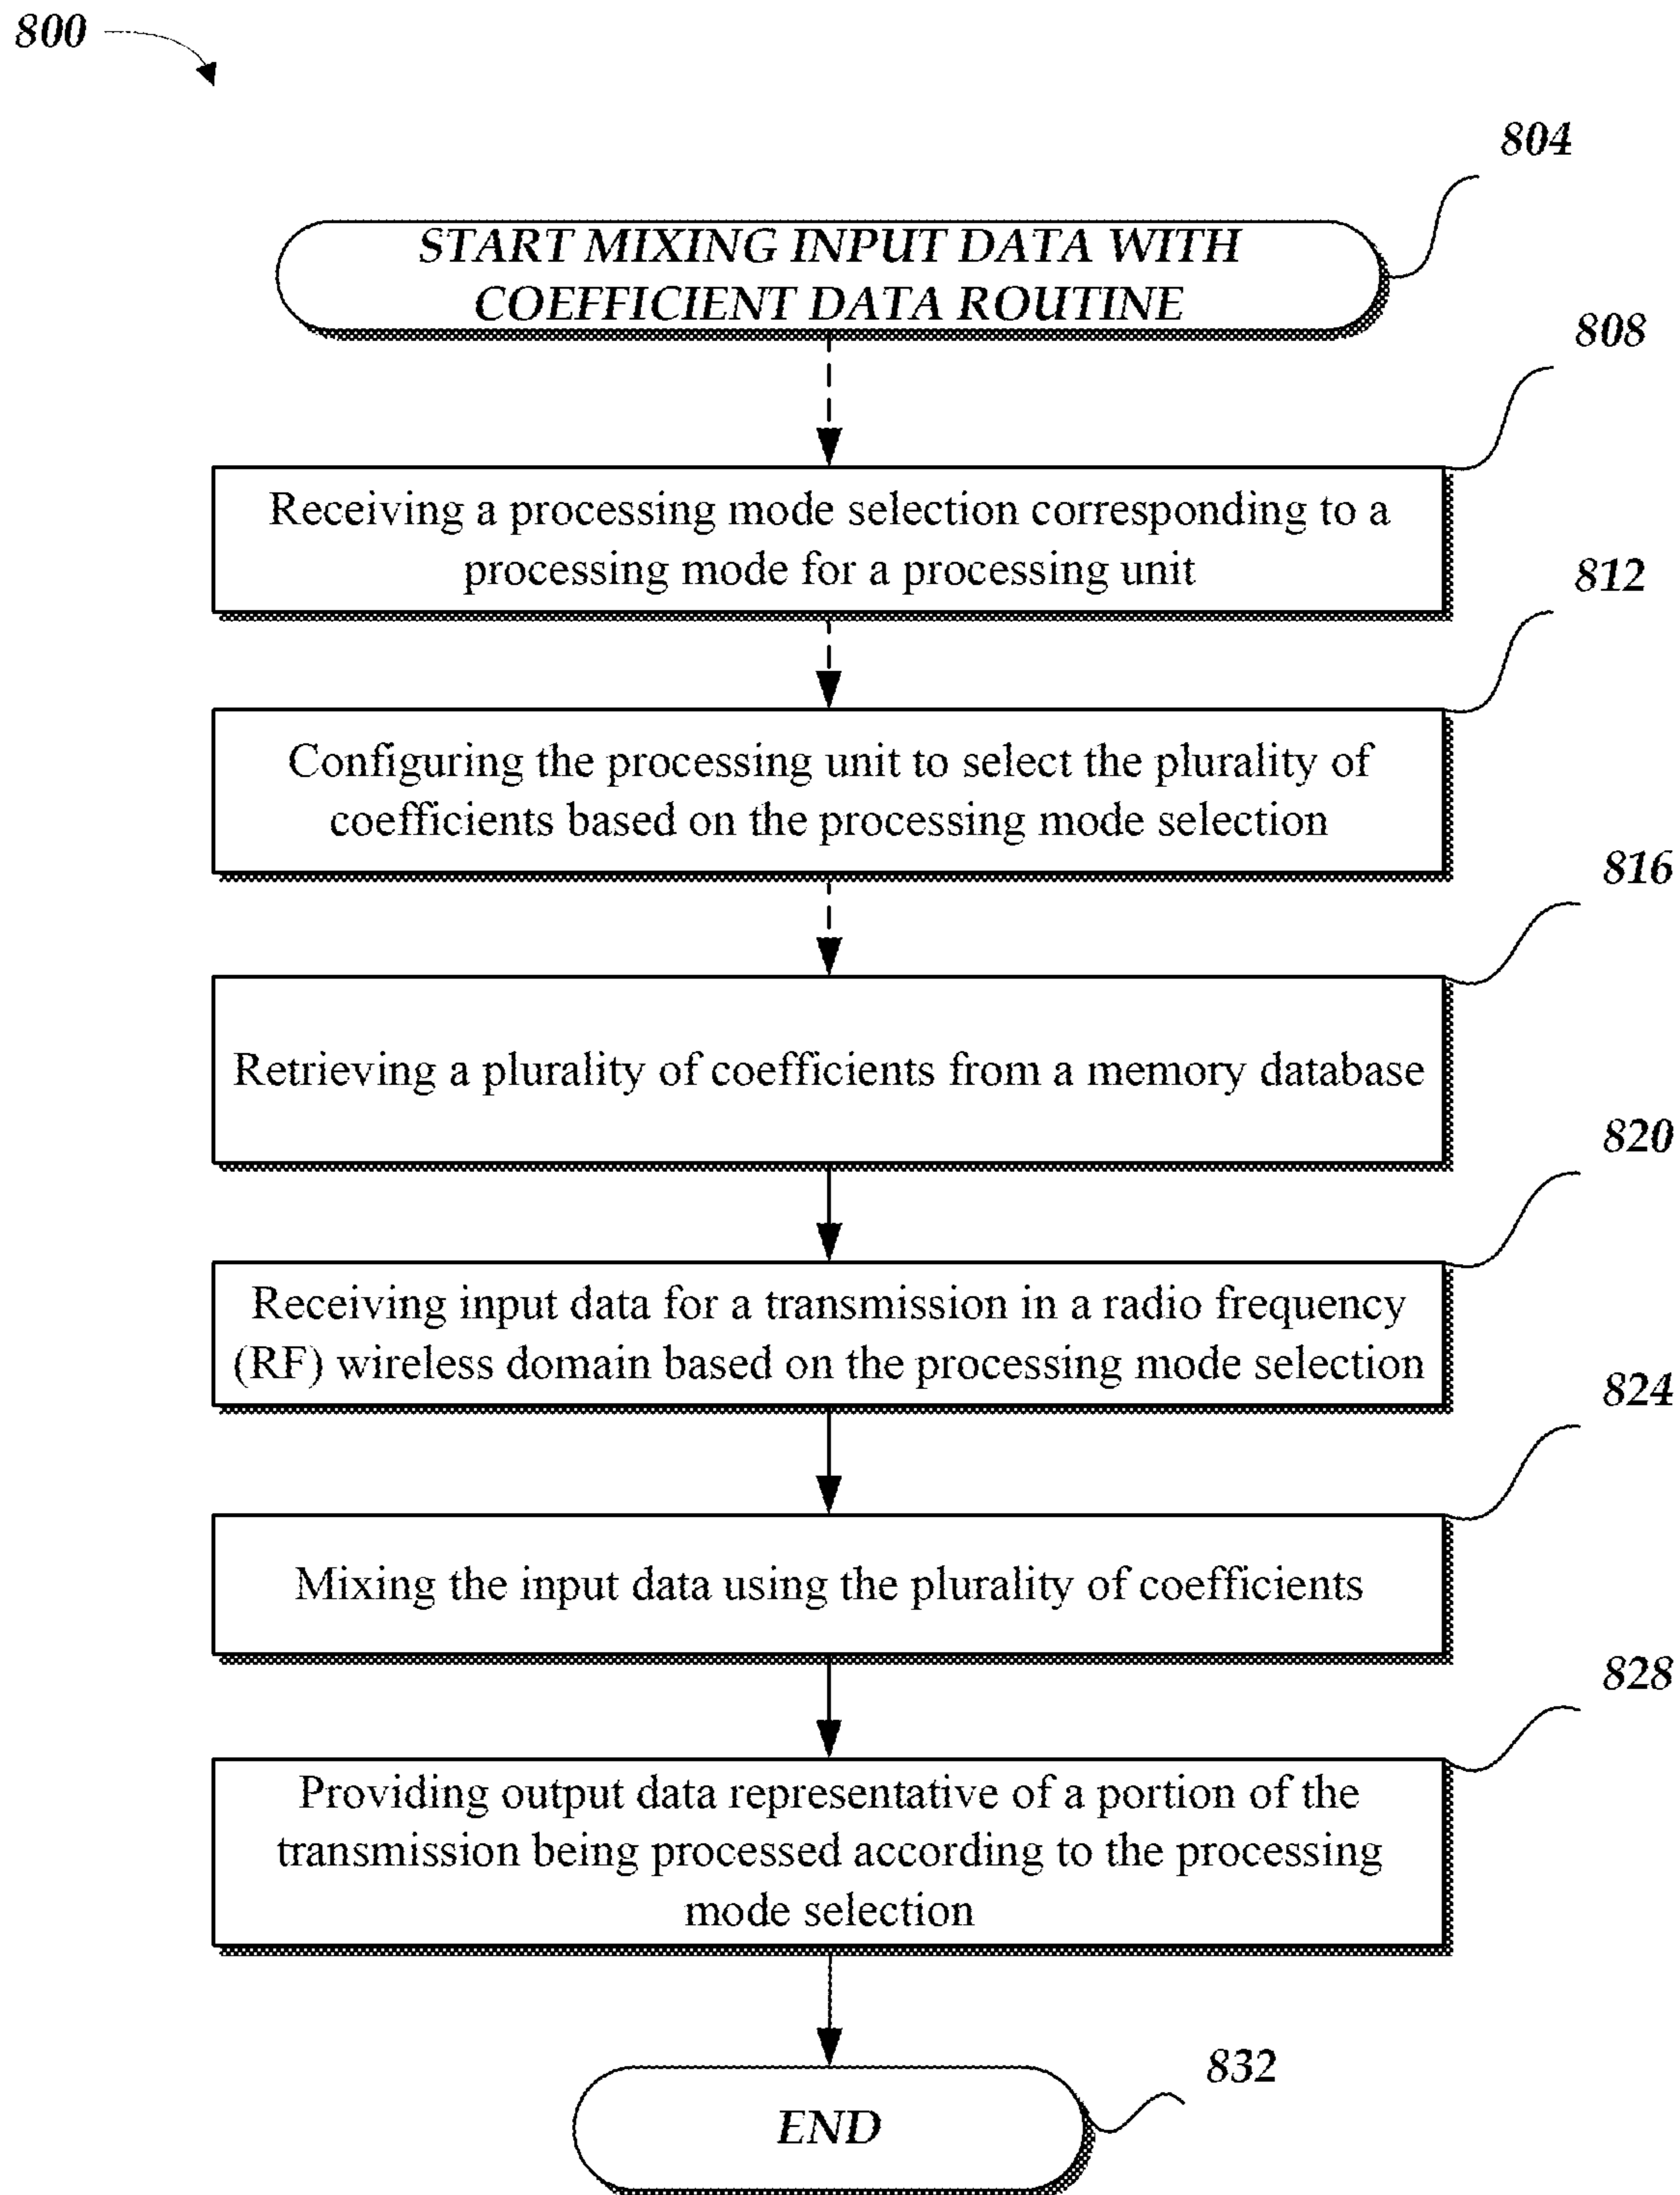 800
804
START MIXING INPUT DATA WITH
COEFFICIENT DATA ROUTINE
808
Receiving a processing mode selection corresponding to a
processing mode for a processing unit
812
Configuring the processing unit to select the plurality of
coefficients based on the processing mode selection
816
Retrieving a plurality of coefficients from a memory database
820
Receiving input data for a transmission in a radio frequency
(RF) wireless domain based on the processing mode selection
824
Mixing the input data using the plurality of coefficients
828
Providing output data representative of a portion of the
transmission being processed according to the processing
mode selection
832
END